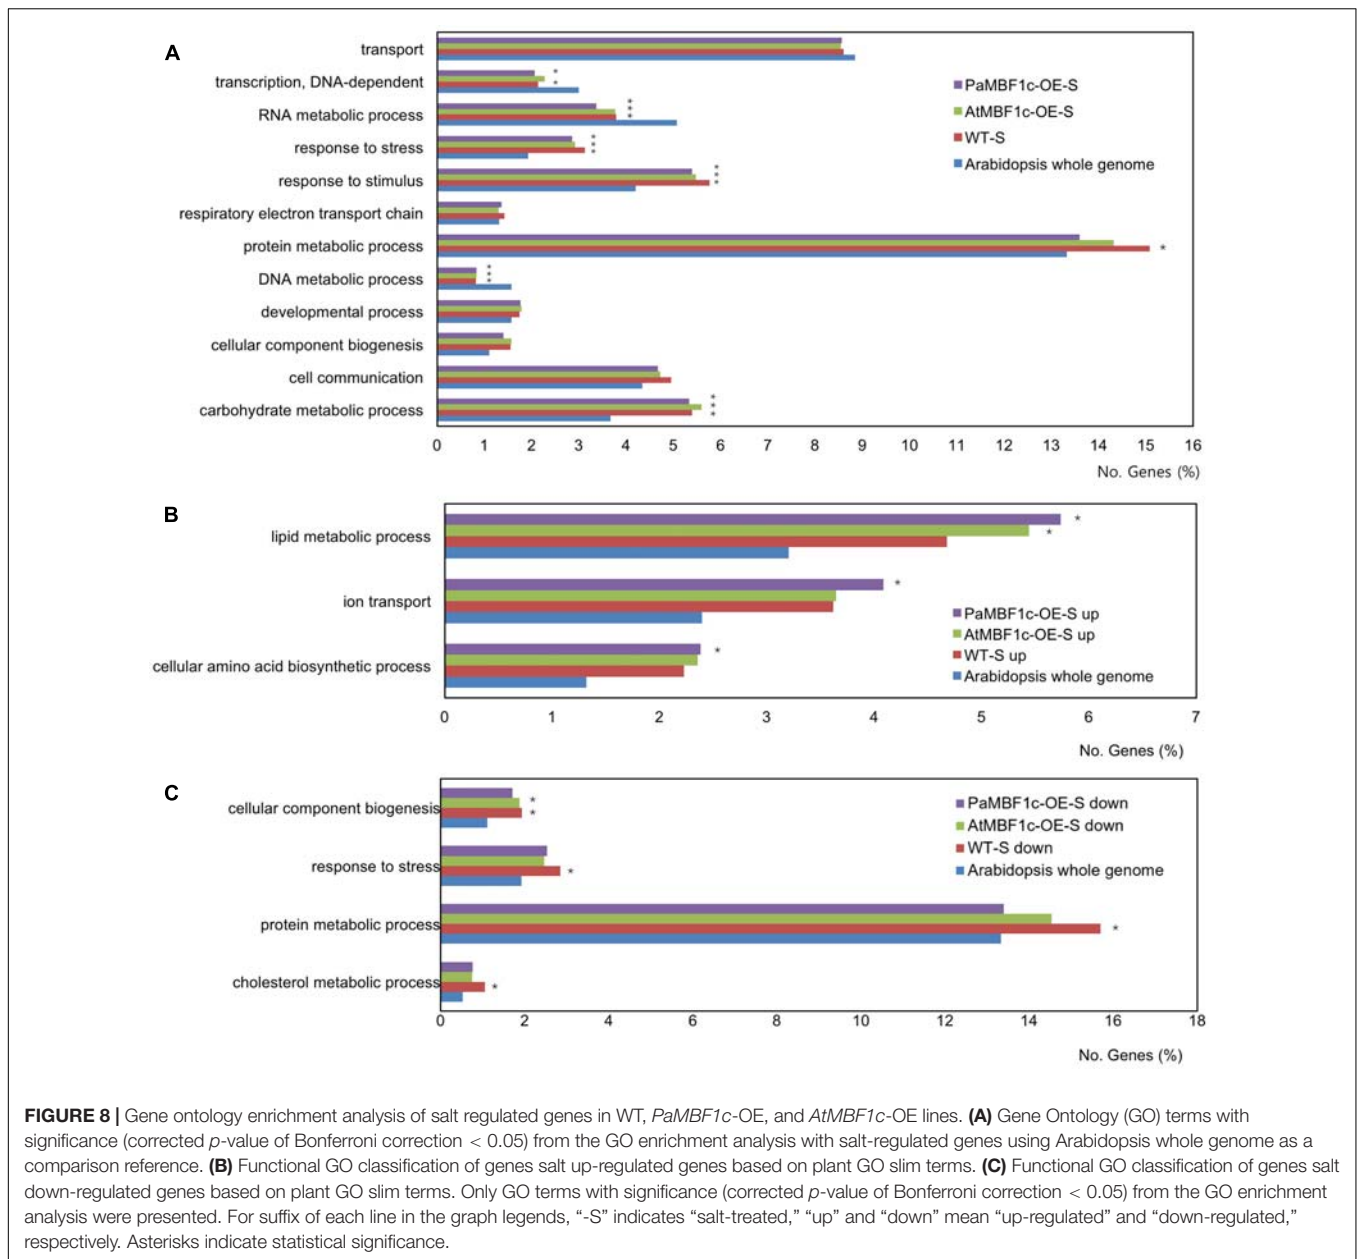 A
transport
transcription, DNA-dependent
RNA metabolic process
response to stress
response to stimulus
respiratory electron transport chain
protein metabolic process
DNA metabolic process
developmental process
cellular component biogenesis
cell communication
carbohydrate metabolic process
PaMBF1c-OE-S
AtMBF1c-OE-S
WT-S
Arabidopsis whole genome
0 1 2 3 4 5 6 7 8 9 10 11 12 13 14 15 16
No. Genes (%)
B
lipid metabolic process
ion transport
cellular amino acid biosynthetic process
PaMBF1c-OE-S up
AtMBF1c-OE-S up
WT-S up
Arabidopsis whole genome
0 1 2 3 4 5 6 7
No. Genes (%)
C
cellular component biogenesis
response to stress
protein metabolic process
cholesterol metabolic process
PaMBF1c-OE-S down
AtMBF1c-OE-S down
WT-S down
Arabidopsis whole genome
0 2 4 6 8 10 12 14 16 18
No. Genes (%)
FIGURE 8 | Gene ontology enrichment analysis of salt regulated genes in WT, PaMBF1c-OE, and AtMBF1c-OE lines. (A) Gene Ontology (GO) terms with
significance (corrected p-value of Bonferroni correction < 0.05) from the GO enrichment analysis with salt-regulated genes using Arabidopsis whole genome as a
comparison reference. (B) Functional GO classification of genes salt up-regulated genes based on plant GO slim terms. (C) Functional GO classification of genes salt
down-regulated genes based on plant GO slim terms. Only GO terms with significance (corrected p-value of Bonferroni correction < 0.05) from the GO enrichment
analysis were presented. For suffix of each line in the graph legends, “-S” indicates “salt-treated,” “up” and “down” mean “up-regulated” and “down-regulated,”
respectively. Asterisks indicate statistical significance.